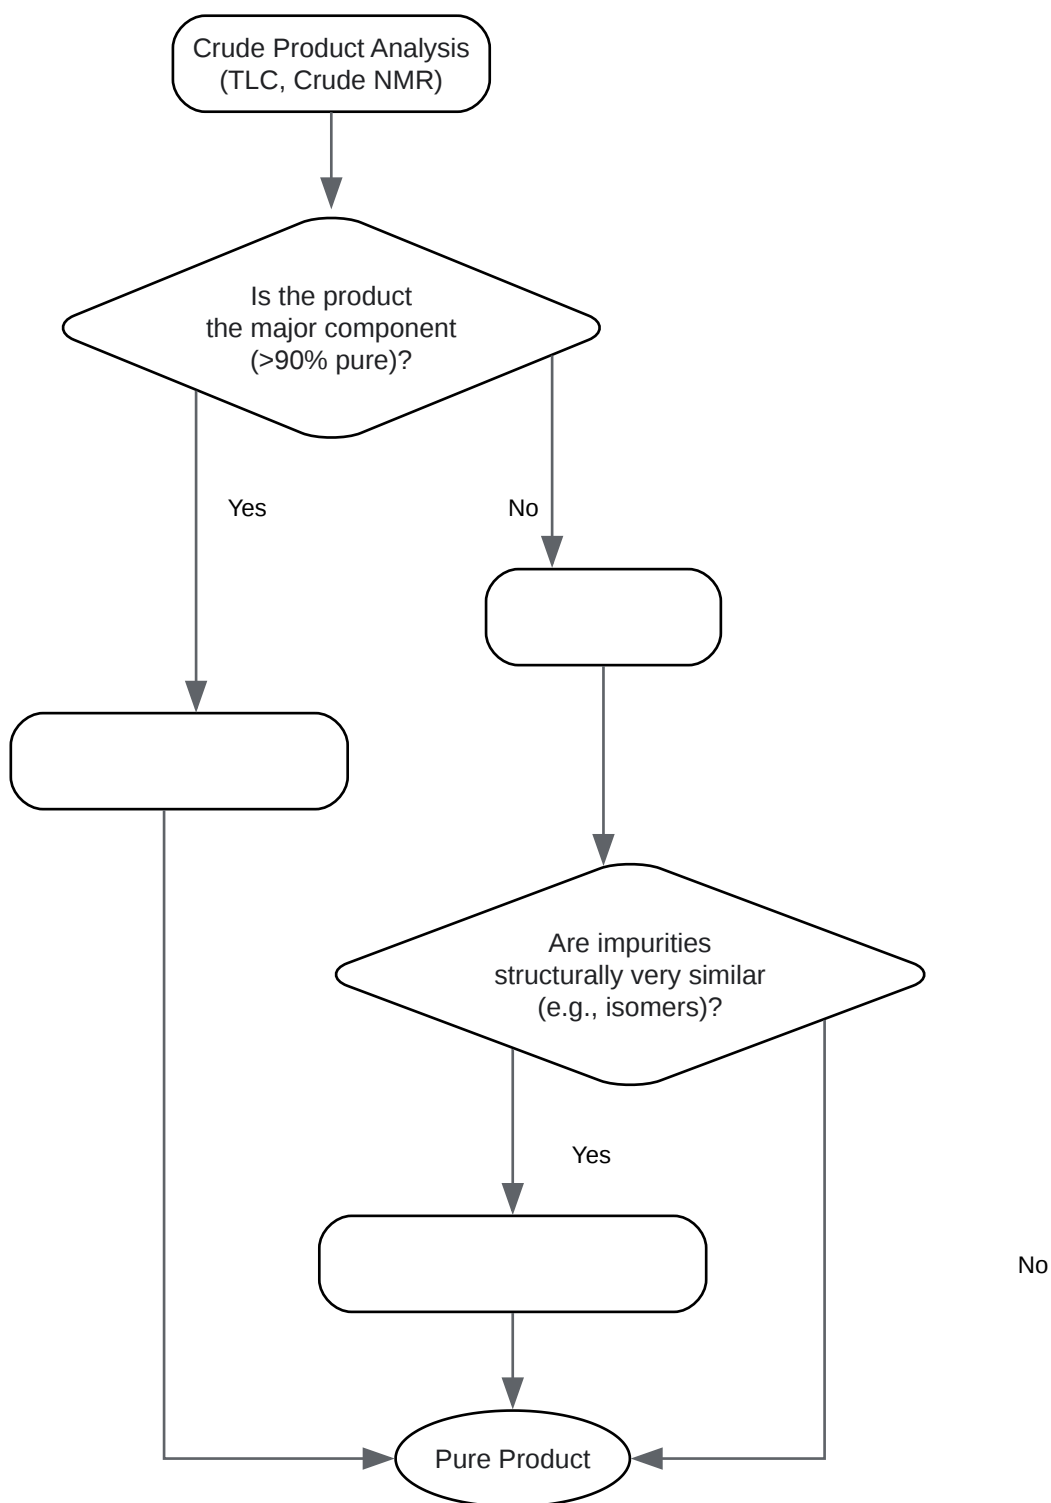 Crude Product Analysis
(TLC, Crude NMR)
Is the product
the major component
(>90% pure)?
Yes
No
Are impurities
structurally very similar
(e.g., isomers)?
Yes
No
Pure Product